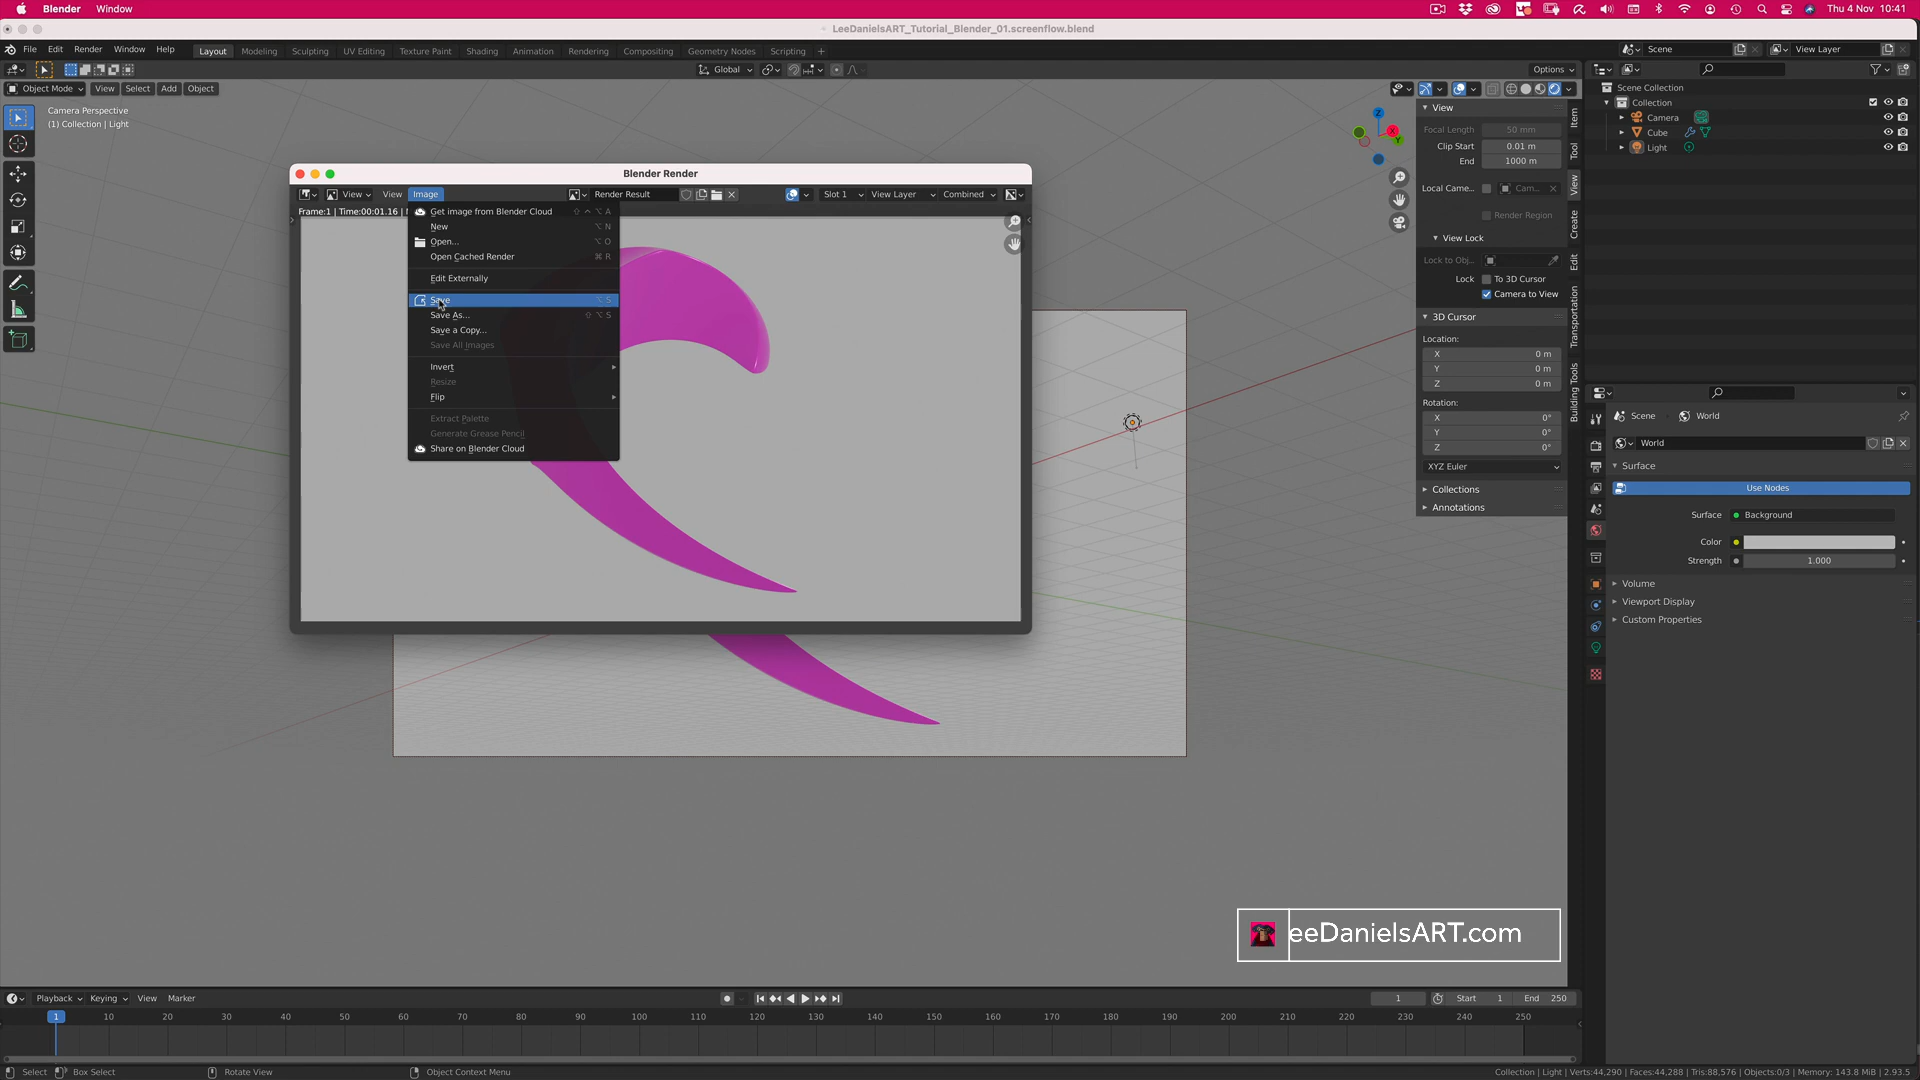 Blender Window Thu 4 Nov 10:41
LeeDanielsART_Tutorial_Blender_01.screenflow.blend
File Edit Render Window Help Layout Modeling Sculpting UV Editing Texture Paint Shading Animation Rendering Compositing Geometry Nodes Scripting + Scene View Layer
Global Options
Object Mode View Select Add Object
Camera Perspective
(1) Collection | Light
Z
X
Y
Scene Collection
Collection
Camera
Cube
Light
View
Focal Length 50 mm
Clip Start 0.01 m
End 1000 m
Local Came... Cam...
Render Region
View Lock
Lock to Obj...
Lock To 3D Cursor
Camera to View
3D Cursor
Location:
X 0 m
Y 0 m
Z 0 m
Rotation:
X 0°
Y 0°
Z 0°
XYZ Euler
Collections
Annotations
Item
Tool
View
Create
Edit
Transportation
Building Tools
Blender Render
View View Image Render Result Slot 1 View Layer Combined
Frame:1 | Time:00:01.16 |
Get image from Blender Cloud ⇧ ⌃ ⌥ A
New ⌥ N
Open... ⌥ O
Open Cached Render ⌘ R
Edit Externally
Save ⌥ S
Save As... ⇧ ⌥ S
Save a Copy...
Save All Images
Invert
Resize
Flip
Extract Palette
Generate Grease Pencil
Share on Blender Cloud
Scene World
World
Surface
Use Nodes
Surface Background
Color
Strength 1.000
Volume
Viewport Display
Custom Properties
eeDanielsART.com
Playback Keying View Marker 1 Start 1 End 250
1 10 20 30 40 50 60 70 80 90 100 110 120 130 140 150 160 170 180 190 200 210 220 230 240 250
Select Box Select Rotate View Object Context Menu Collection | Light | Verts:44,290 | Faces:44,288 | Tris:88,576 | Objects:0/3 | Memory: 143.8 MiB | 2.93.5